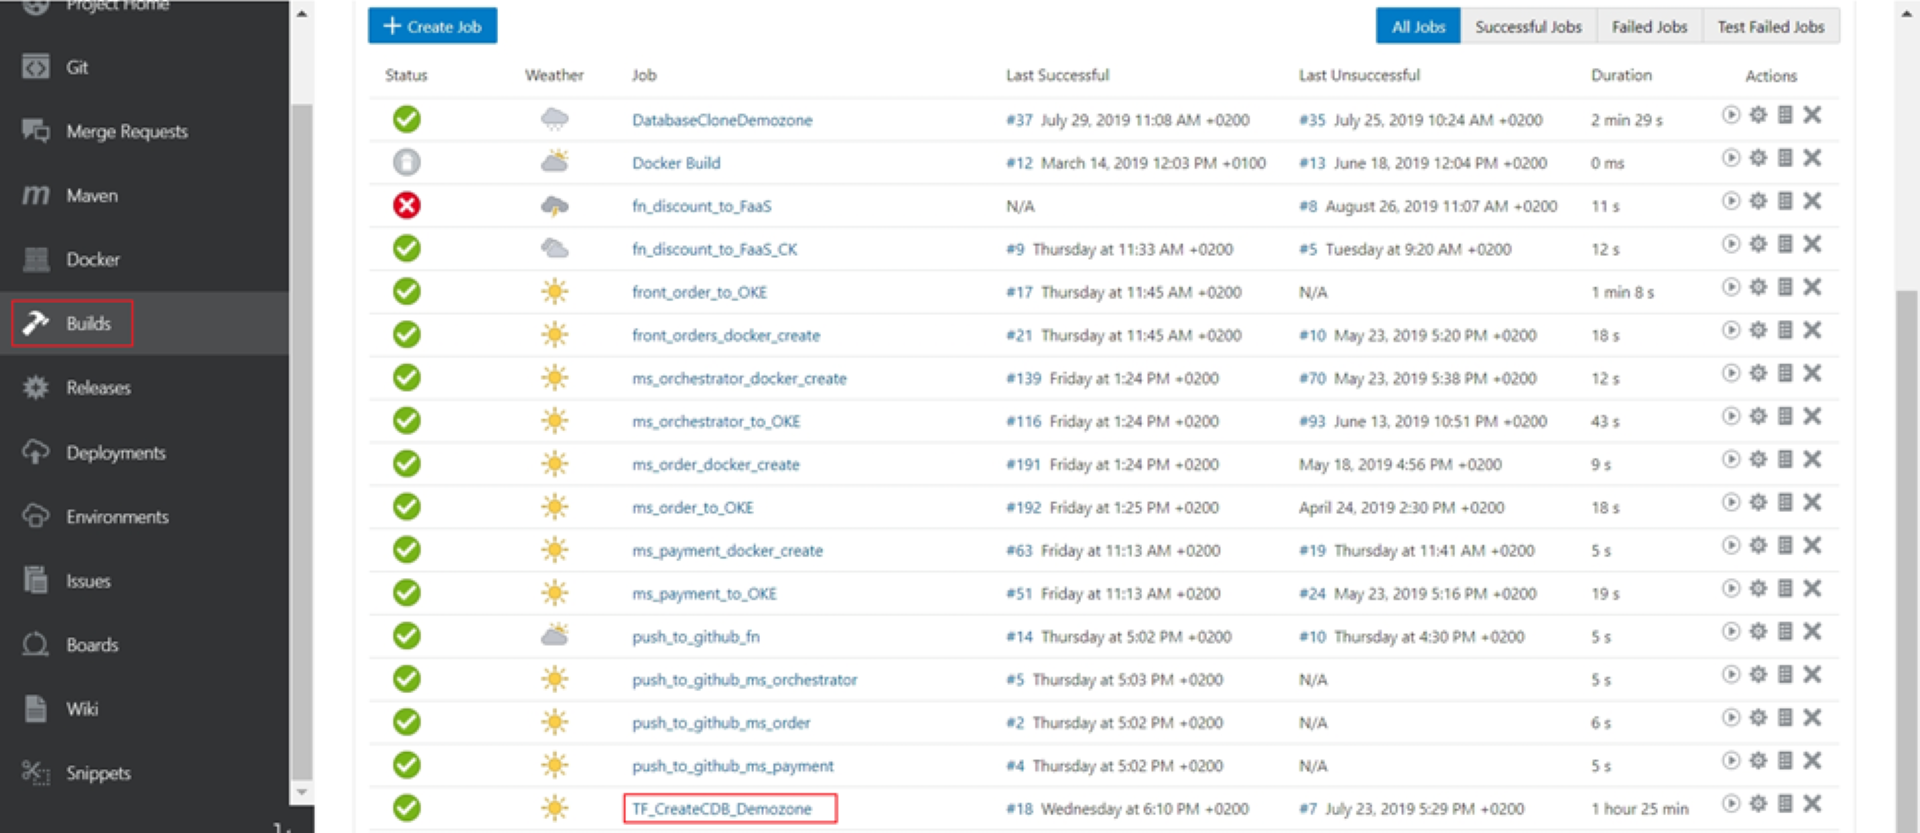 Project Home
Git
Merge Requests
Maven
Docker
Builds
Releases
Deployments
Environments
Issues
Boards
Wiki
Snippets
+ Create Job
All Jobs Successful Jobs Failed Jobs Test Failed Jobs
Status Weather Job Last Successful Last Unsuccessful Duration Actions
DatabaseCloneDemozone #37 July 29, 2019 11:08 AM +0200 #35 July 25, 2019 10:24 AM +0200 2 min 29 s
Docker Build #12 March 14, 2019 12:03 PM +0100 #13 June 18, 2019 12:04 PM +0200 0 ms
fn_discount_to_FaaS N/A #8 August 26, 2019 11:07 AM +0200 11 s
fn_discount_to_FaaS_CK #9 Thursday at 11:33 AM +0200 #5 Tuesday at 9:20 AM +0200 12 s
front_order_to_OKE #17 Thursday at 11:45 AM +0200 N/A 1 min 8 s
front_orders_docker_create #21 Thursday at 11:45 AM +0200 #10 May 23, 2019 5:20 PM +0200 18 s
ms_orchestrator_docker_create #139 Friday at 1:24 PM +0200 #70 May 23, 2019 5:38 PM +0200 12 s
ms_orchestrator_to_OKE #116 Friday at 1:24 PM +0200 #93 June 13, 2019 10:51 PM +0200 43 s
ms_order_docker_create #191 Friday at 1:24 PM +0200 May 18, 2019 4:56 PM +0200 9 s
ms_order_to_OKE #192 Friday at 1:25 PM +0200 April 24, 2019 2:30 PM +0200 18 s
ms_payment_docker_create #63 Friday at 11:13 AM +0200 #19 Thursday at 11:41 AM +0200 5 s
ms_payment_to_OKE #51 Friday at 11:13 AM +0200 #24 May 23, 2019 5:16 PM +0200 19 s
push_to_github_fn #14 Thursday at 5:02 PM +0200 #10 Thursday at 4:30 PM +0200 5 s
push_to_github_ms_orchestrator #5 Thursday at 5:03 PM +0200 N/A 5 s
push_to_github_ms_order #2 Thursday at 5:02 PM +0200 N/A 6 s
push_to_github_ms_payment #4 Thursday at 5:02 PM +0200 N/A 5 s
TF_CreateCDB_Demozone #18 Wednesday at 6:10 PM +0200 #7 July 23, 2019 5:29 PM +0200 1 hour 25 min